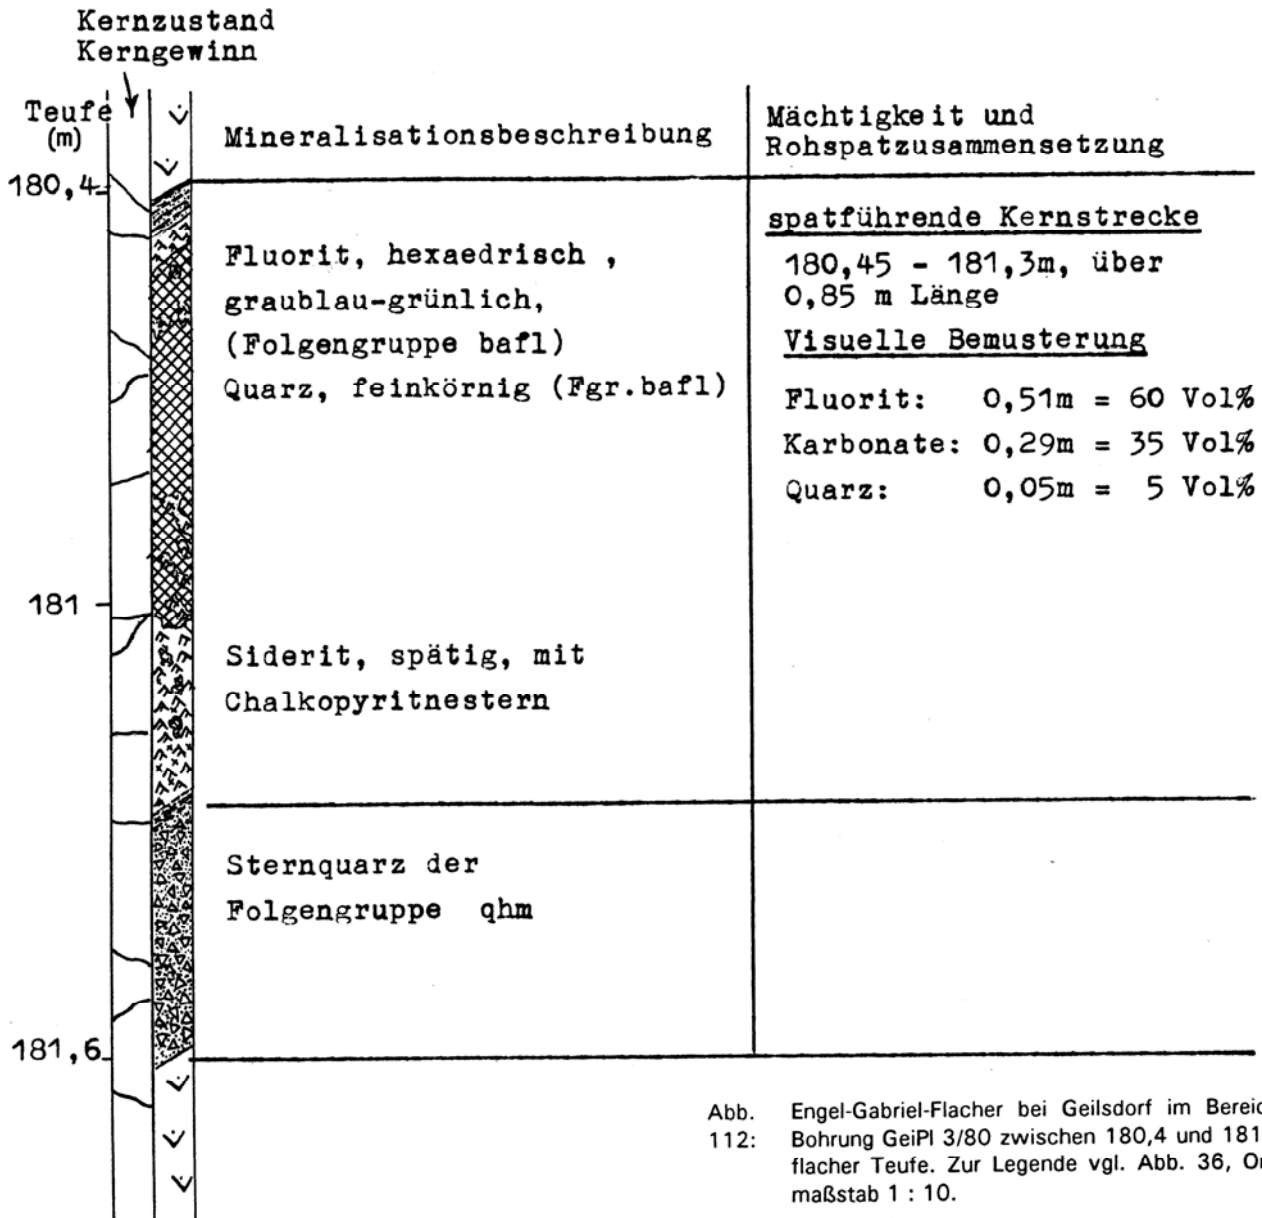 Kernzustand
Kerngewinn
Teufe
(m)
Mineralisationsbeschreibung
Mächtigkeit und
Rohspatzusammensetzung
180,4
Fluorit, hexaedrisch ,
graublau-grünlich,
(Folgengruppe bafl)
Quarz, feinkörnig (Fgr.bafl)
spatführende Kernstrecke
180,45 - 181,3m, über
0,85 m Länge
Visuelle Bemusterung
Fluorit: 0,51m = 60 Vol%
Karbonate: 0,29m = 35 Vol%
Quarz: 0,05m = 5 Vol%
181
Siderit, spätig, mit
Chalkopyritnestern
Sternquarz der
Folgengruppe qhm
181,6
Abb. Engel-Gabriel-Flacher bei Geilsdorf im Bereic
112: Bohrung GeiPl 3/80 zwischen 180,4 und 181
flacher Teufe. Zur Legende vgl. Abb. 36, Or
maßstab 1 : 10.